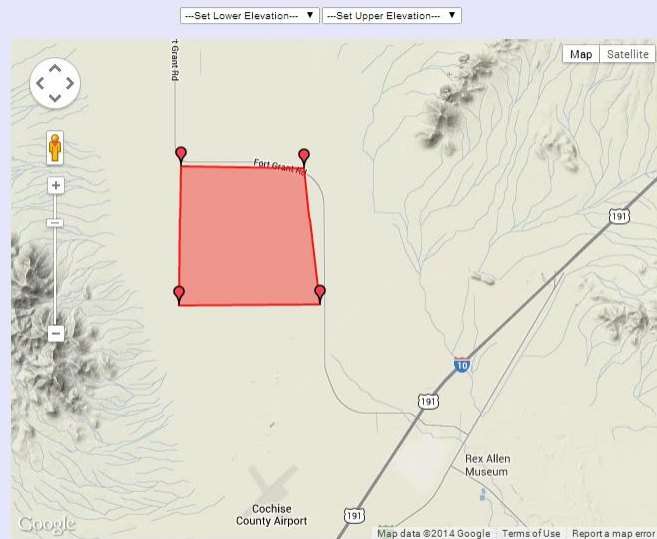 ---Set Lower Elevation--- ---Set Upper Elevation---
t Grant Rd
Map Satellite
Fort Grant Rd
191
10
191
Rex Allen
Museum
Cochise
County Airport
191
Google
Map data ©2014 Google Terms of Use Report a map error